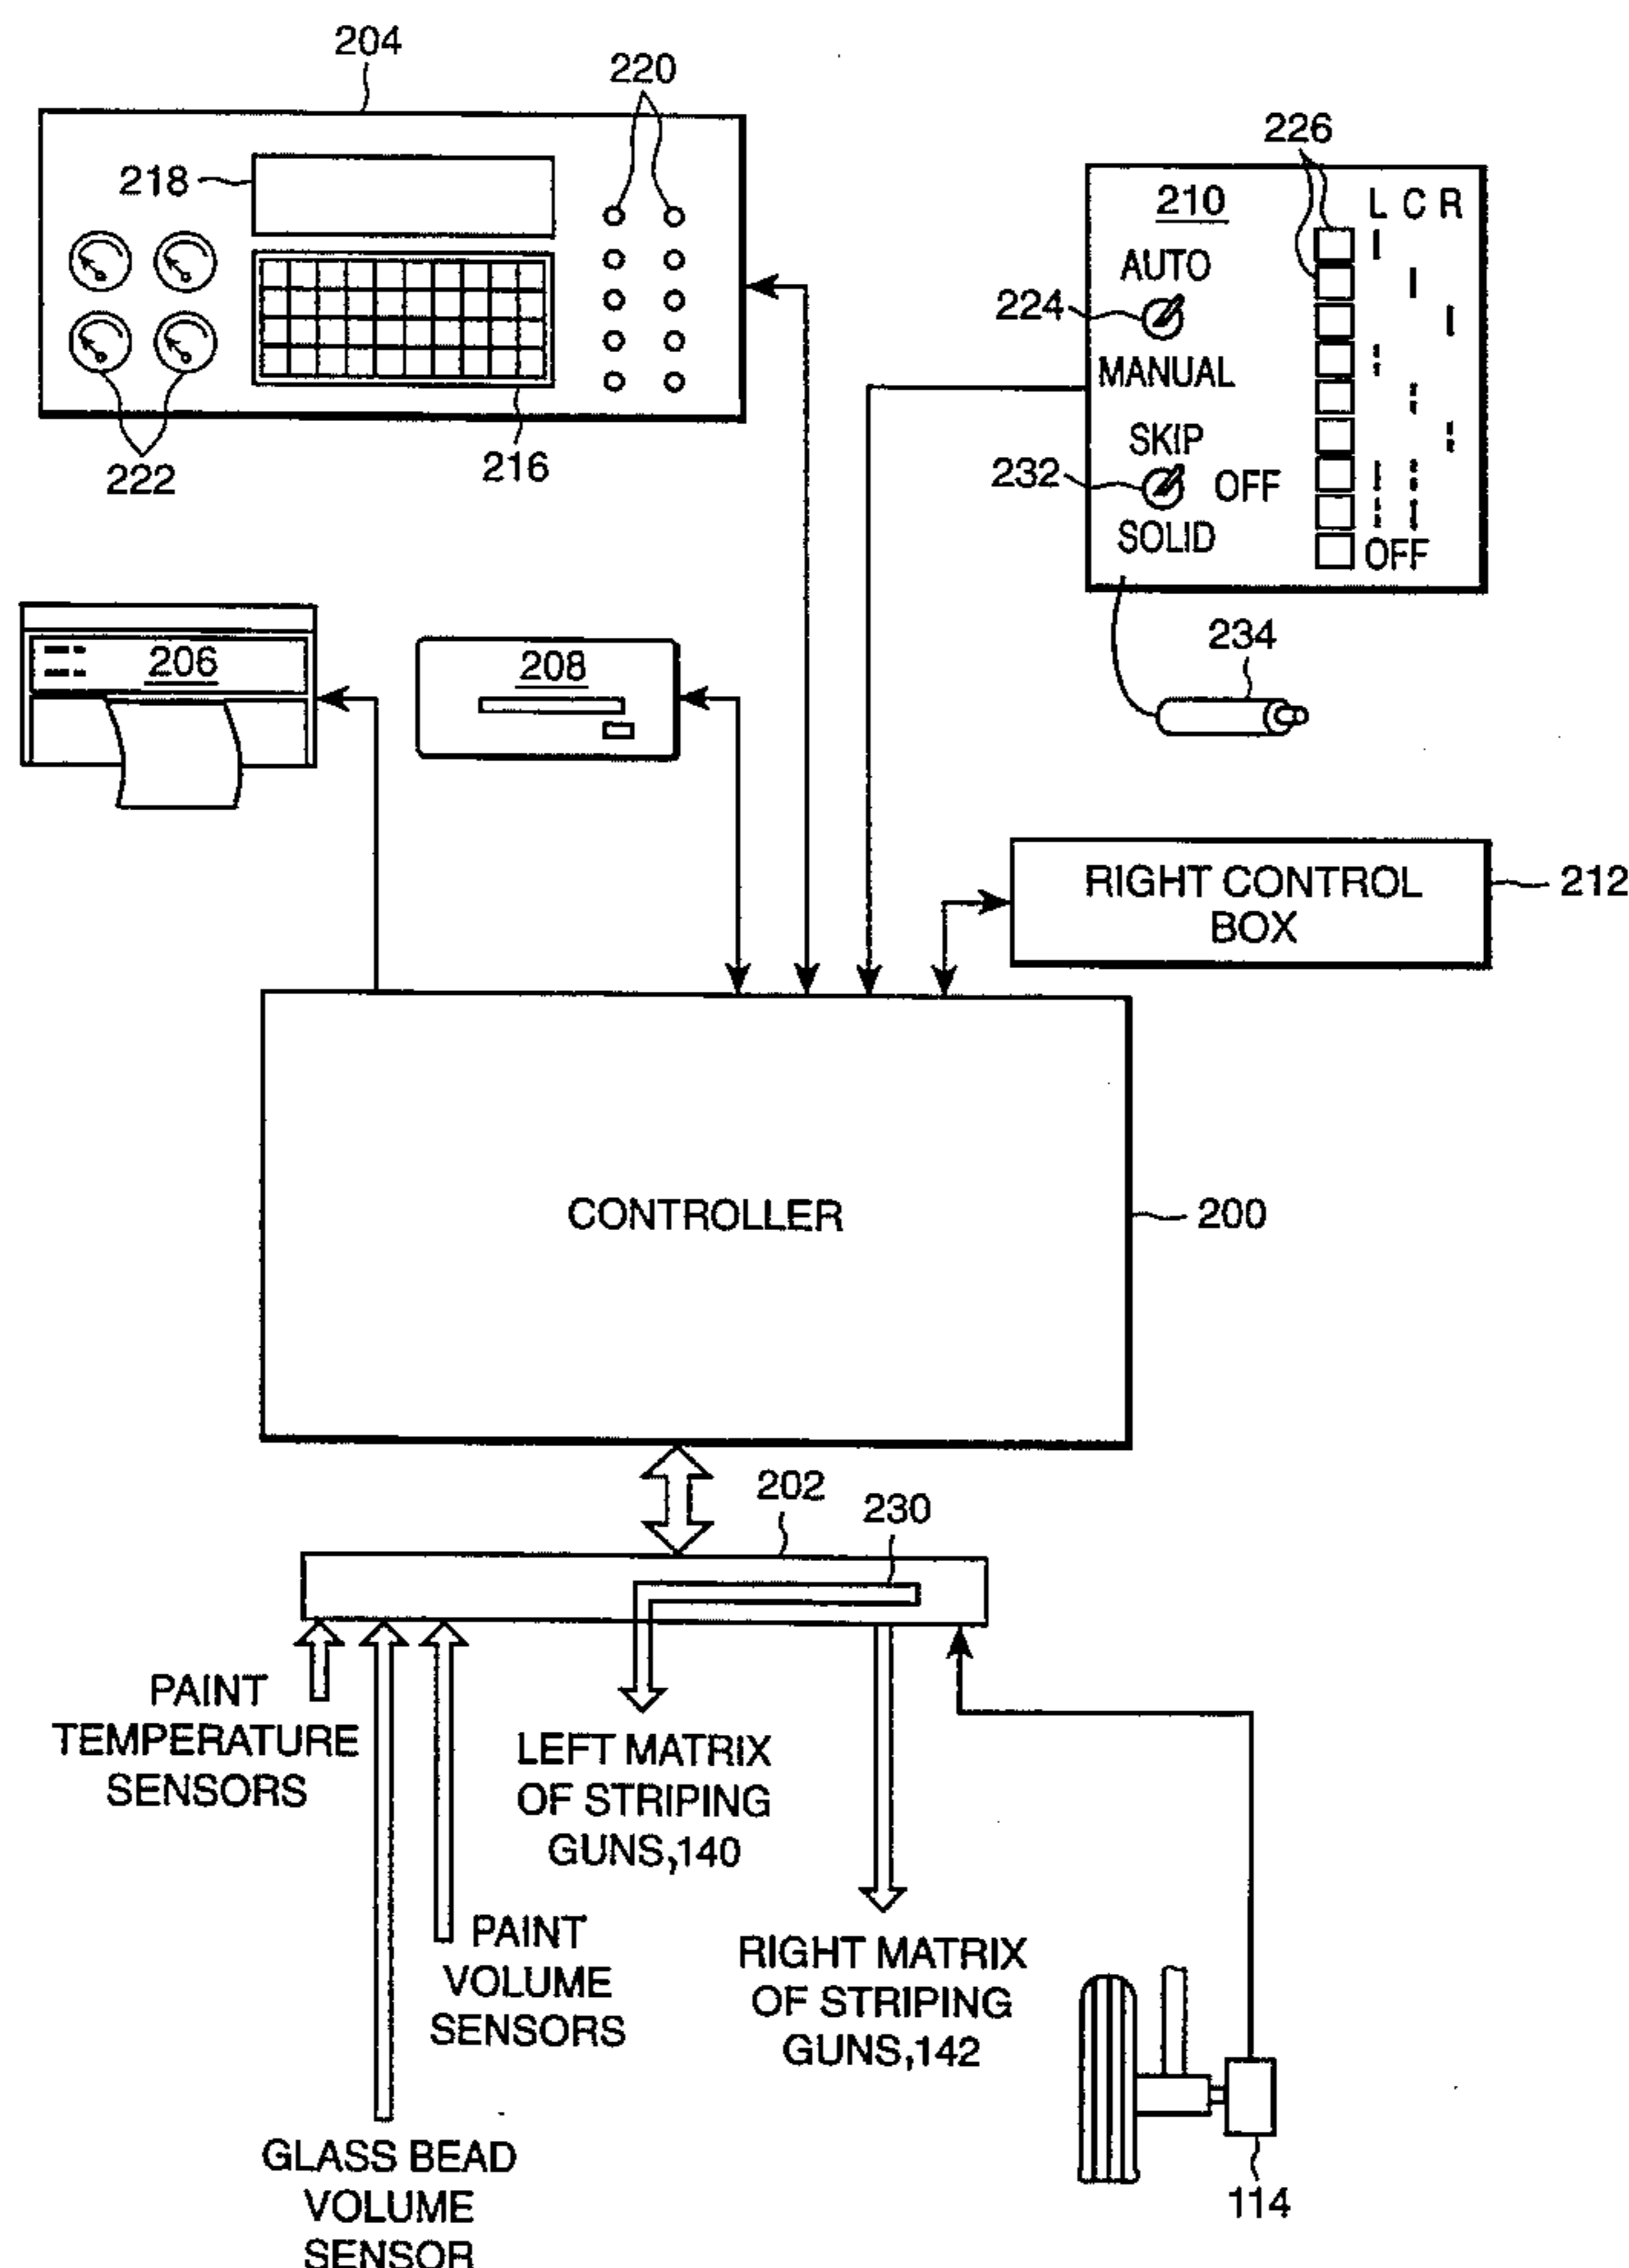 204
220
218
222
216
226
210
L C R
AUTO
224
MANUAL
SKIP
232
OFF
SOLID
OFF
234
206
208
RIGHT CONTROL
BOX
212
CONTROLLER
200
202
230
PAINT
TEMPERATURE
SENSORS
LEFT MATRIX
OF STRIPING
GUNS,140
PAINT
VOLUME
SENSORS
RIGHT MATRIX
OF STRIPING
GUNS,142
GLASS BEAD
VOLUME
SENSOR
114